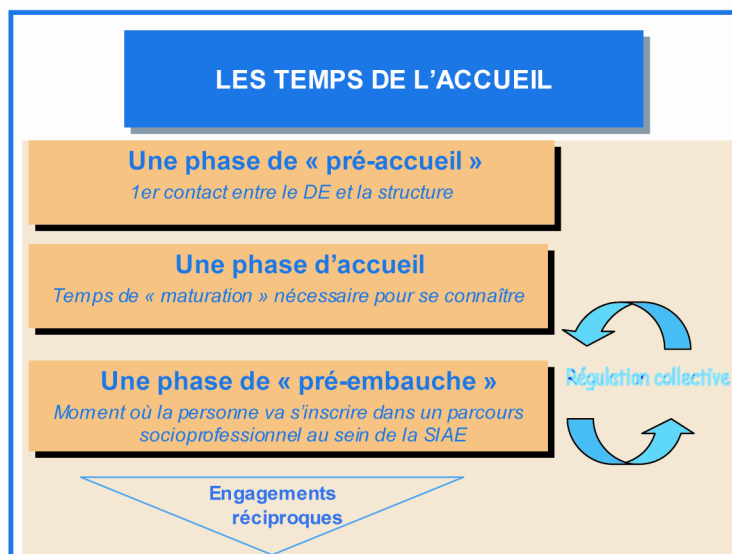 LES TEMPS DE L’ACCUEIL
Une phase de « pré-accueil »
1er contact entre le DE et la structure
Une phase d’accueil
Temps de « maturation » nécessaire pour se connaître
Une phase de « pré-embauche »
Moment où la personne va s’inscrire dans un parcours
socioprofessionnel au sein de la SIAE
Régulation collective
Engagements
réciproques